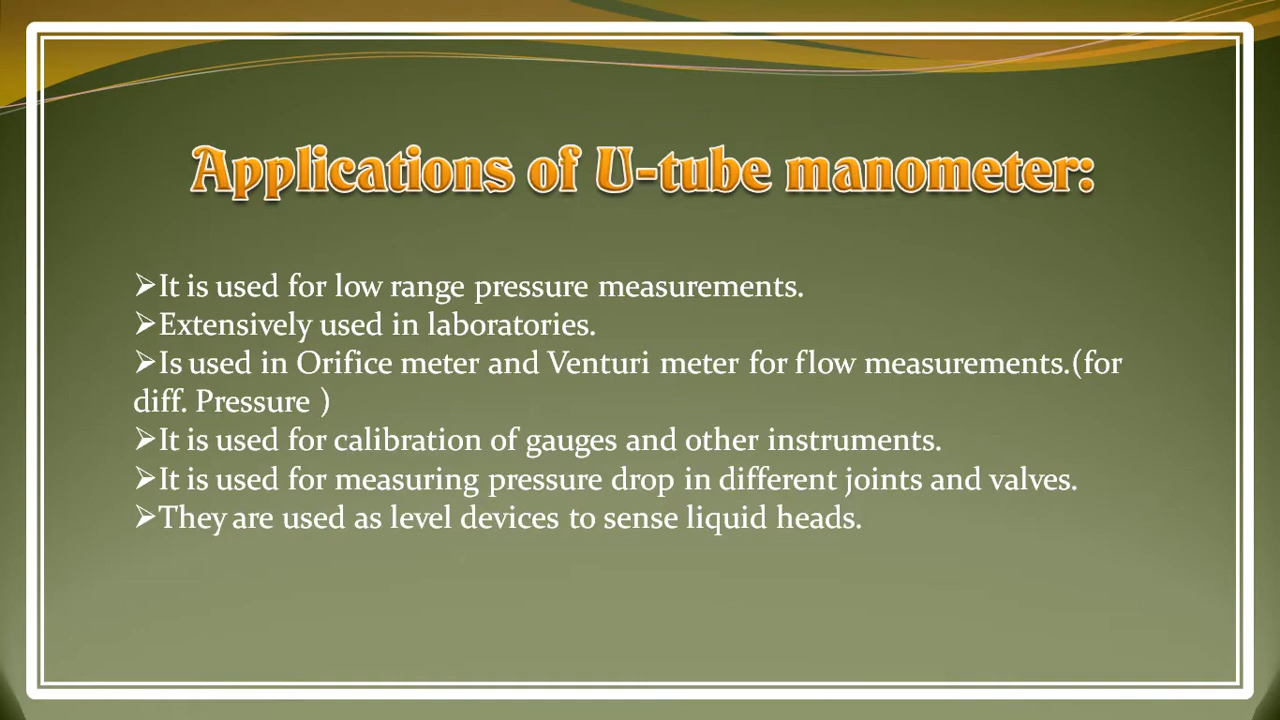 Applications of U-tube manometer:
➢It is used for low range pressure measurements.
➢Extensively used in laboratories.
➢Is used in Orifice meter and Venturi meter for flow measurements.(for
diff. Pressure )
➢It is used for calibration of gauges and other instruments.
➢It is used for measuring pressure drop in different joints and valves.
➢They are used as level devices to sense liquid heads.